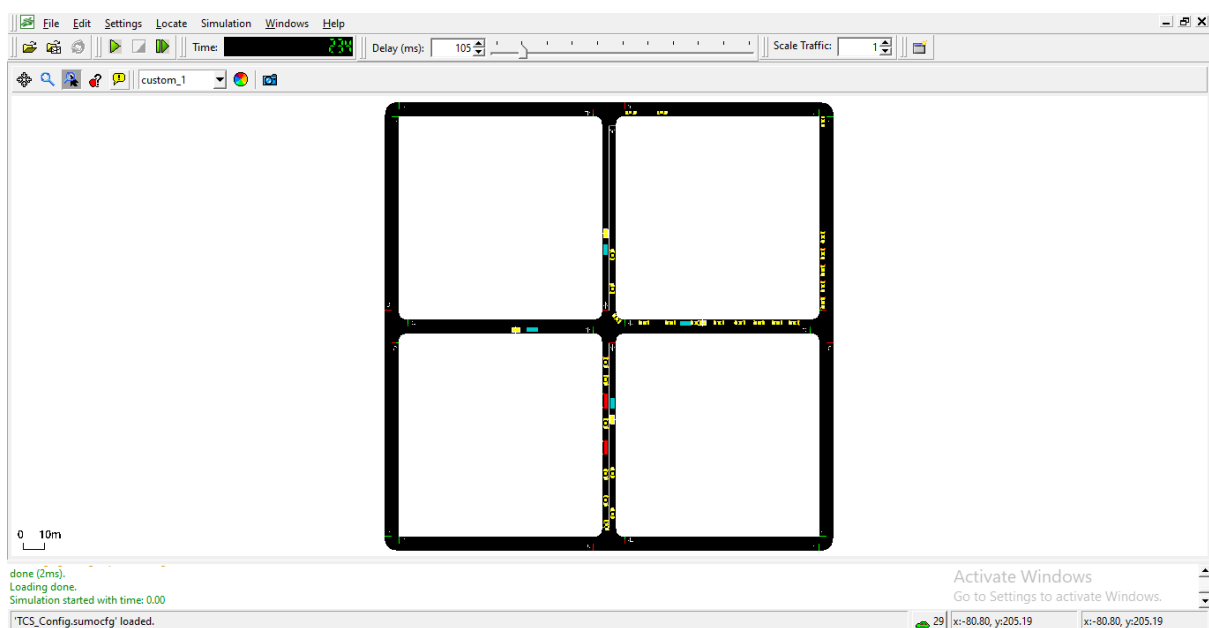 File Edit Settings Locate Simulation Windows Help
Time: 234 Delay (ms): 105 Scale Traffic: 1
custom_1
0 10m
done (2ms).
Loading done.
Simulation started with time: 0.00
Activate Windows
Go to Settings to activate Windows.
'TCS_Config.sumocfg' loaded. 29 x:-80.80, y:205.19 x:-80.80, y:205.19